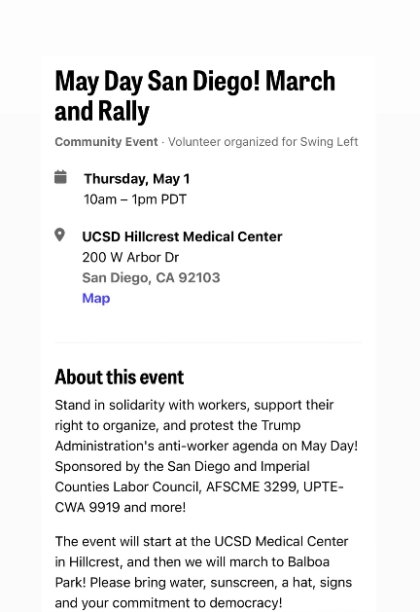 May Day San Diego! March
and Rally
Community Event · Volunteer organized for Swing Left
Thursday, May 1
10am – 1pm PDT
UCSD Hillcrest Medical Center
200 W Arbor Dr
San Diego, CA 92103
Map
About this event
Stand in solidarity with workers, support their
right to organize, and protest the Trump
Administration's anti-worker agenda on May Day!
Sponsored by the San Diego and Imperial
Counties Labor Council, AFSCME 3299, UPTE-
CWA 9919 and more!
The event will start at the UCSD Medical Center
in Hillcrest, and then we will march to Balboa
Park! Please bring water, sunscreen, a hat, signs
and your commitment to democracy!